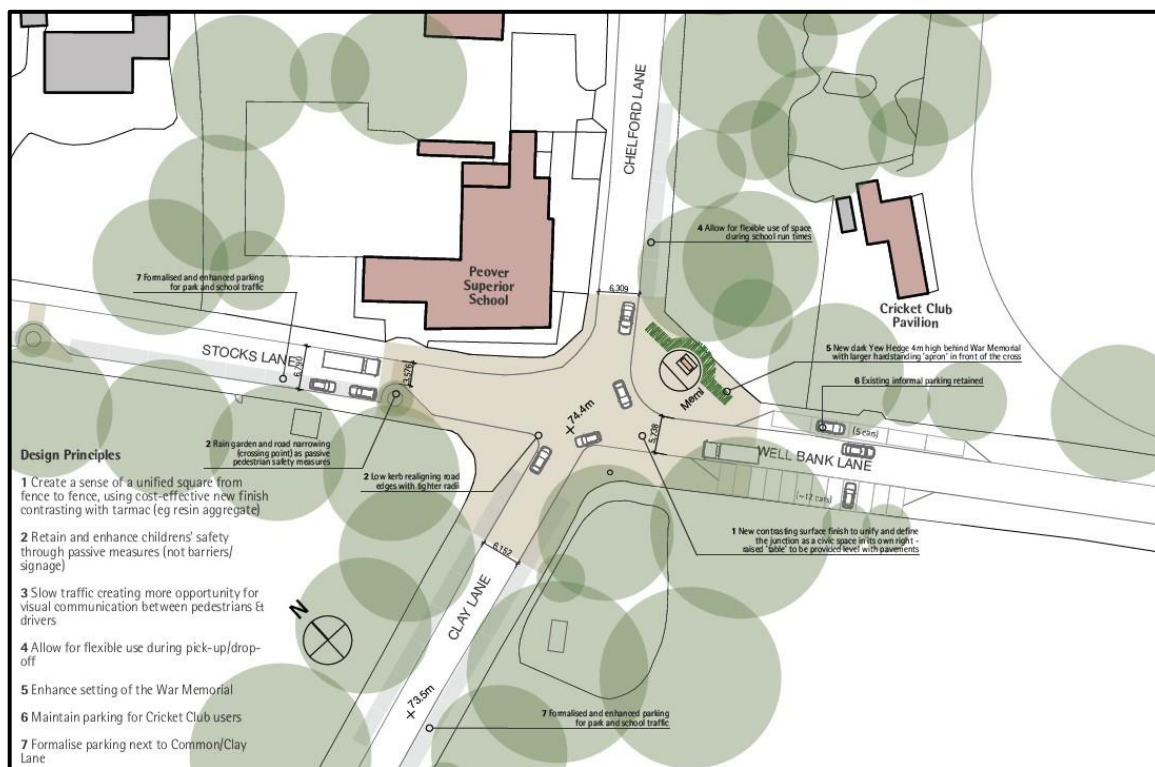 CHELFORD LANE
4 Allow for flexible use of space
during school run times
7 Formalised and enhanced parking
for park and school traffic
Peover
Superior
School
6,309
Cricket Club
Pavilion
STOCKS LANE
6,760
3,576
Meml
5 New dark Yew Hedge 4m high behind War Memorial
with larger hardstanding 'apron' in front of the cross
6 Existing informal parking retained
74.4m
5,738
(5 cars)
WELL BANK LANE
(~12 cars)
2 Rain garden and road narrowing
(crossing point) as passive
pedestrian safety measures
2 Low kerb realigning road
edges with tighter radii
1 New contrasting surface finish to unify and define
the junction as a civic space in its own right -
raised 'table' to be provided level with pavements
6,152
CLAY LANE
N
73.5m
7 Formalised and enhanced parking
for park and school traffic
Design Principles
1 Create a sense of a unified square from
fence to fence, using cost-effective new finish
contrasting with tarmac (eg resin aggregate)
2 Retain and enhance childrens' safety
through passive measures (not barriers/
signage)
3 Slow traffic creating more opportunity for
visual communication between pedestrians &
drivers
4 Allow for flexible use during pick-up/drop-
off
5 Enhance setting of the War Memorial
6 Maintain parking for Cricket Club users
7 Formalise parking next to Common/Clay
Lane